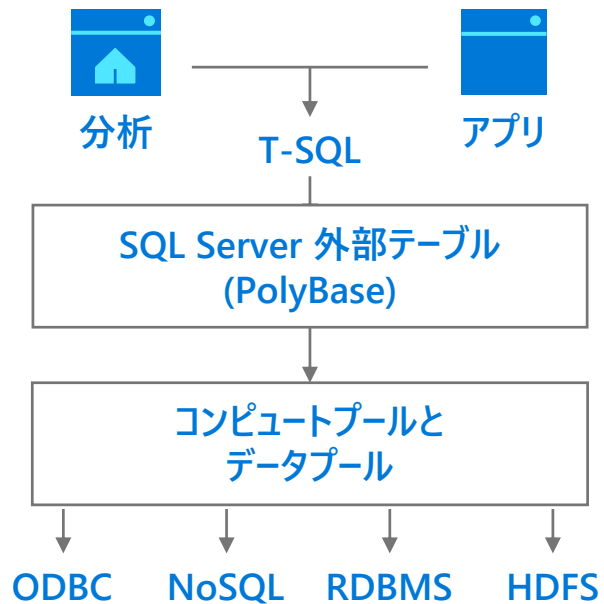 分析
アプリ
T-SQL
SQL Server 外部テーブル
(PolyBase)
コンピュートプールと
データプール
ODBC
NoSQL
RDBMS
HDFS